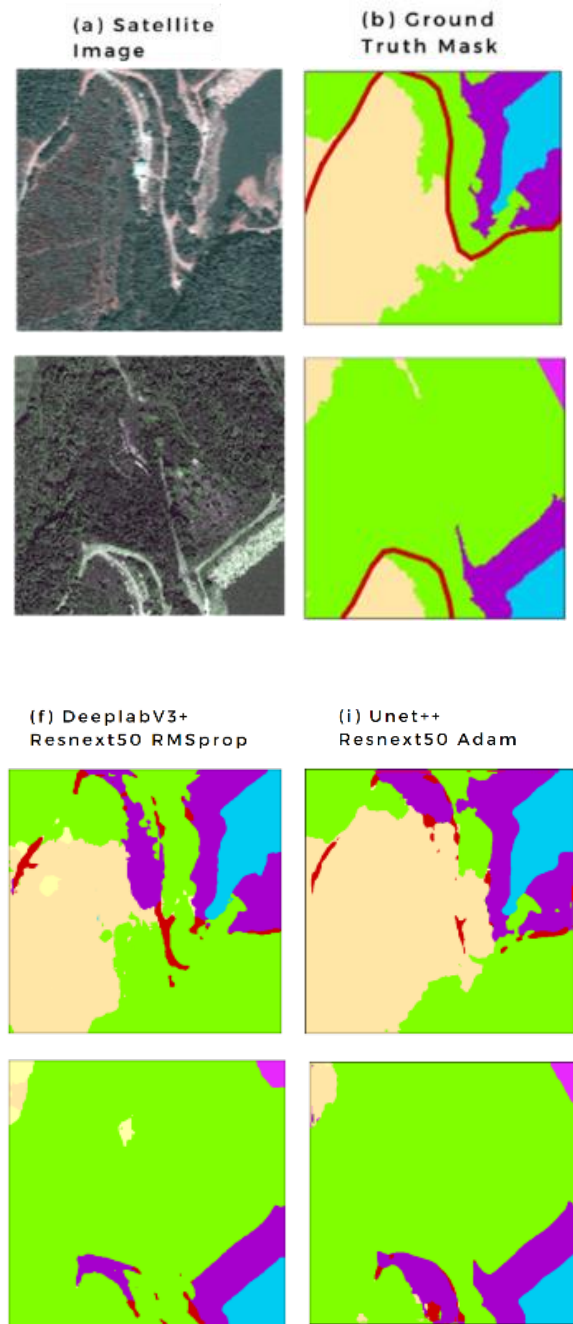 (a) Satellite
Image
(b) Ground
Truth Mask
(f) DeeplabV3+
Resnext50 RMSprop
(i) Unet++
Resnext50 Adam